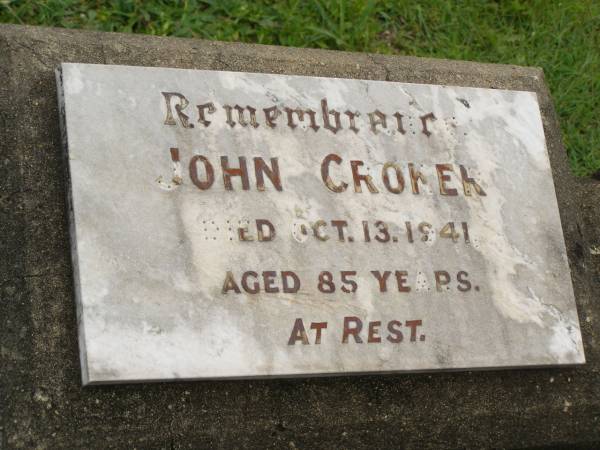 Remembrance.
JOHN CROKER
DIED OCT. 13. 1941.
AGED 85 YEARS.
AT REST.